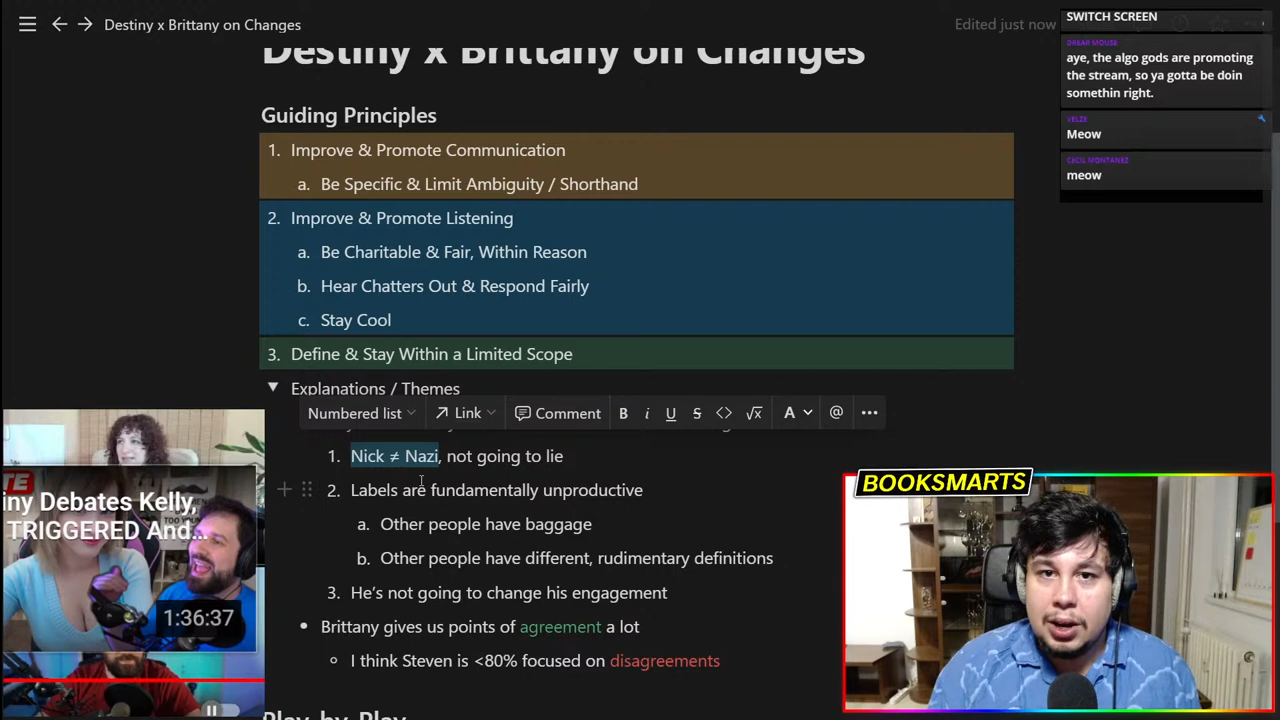 Destiny x Brittany on Changes
Edited just now
SWITCH SCREEN
Destiny x Brittany on Changes
DREAR MOUSE
aye, the algo gods are promoting
the stream, so ya gotta be doin
somethin right.
VELZE
Meow
CECIL MONTANEZ
meow
Guiding Principles
1. Improve & Promote Communication
a. Be Specific & Limit Ambiguity / Shorthand
2. Improve & Promote Listening
a. Be Charitable & Fair, Within Reason
b. Hear Chatters Out & Respond Fairly
c. Stay Cool
3. Define & Stay Within a Limited Scope
Explanations / Themes
Numbered list
Link
Comment
B i U S <> √x A @ •••
1. Nick ≠ Nazi, not going to lie
2. Labels are fundamentally unproductive
a. Other people have baggage
b. Other people have different, rudimentary definitions
3. He's not going to change his engagement
• Brittany gives us points of agreement a lot
I think Steven is <80% focused on disagreements
Play-by-Play
iny Debates Kelly,
TRIGGERED And...
1:36:37
BOOKSMARTS